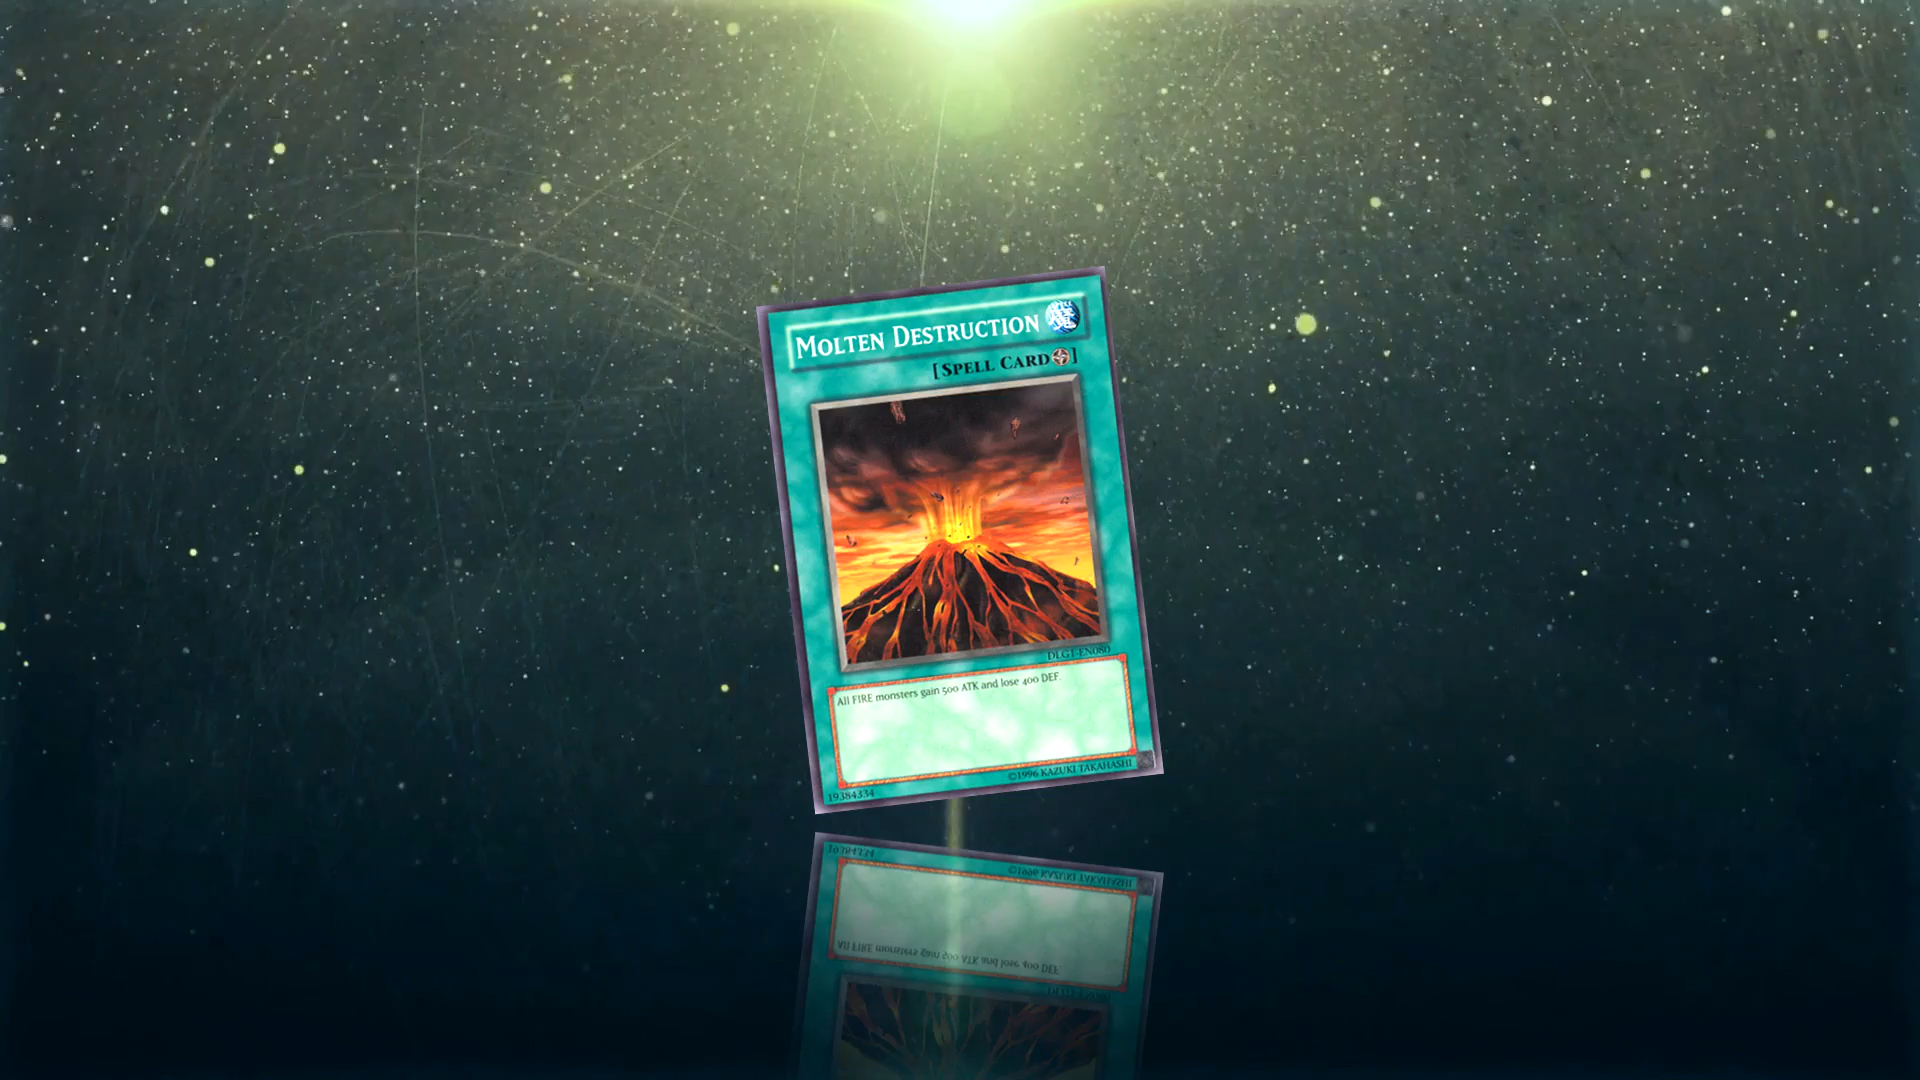 MOLTEN DESTRUCTION 魔
[SPELL CARD]
DLG1-EN080
All FIRE monsters gain 500 ATK and lose 400 DEF.
©1996 KAZUKI TAKAHASHI
19384334